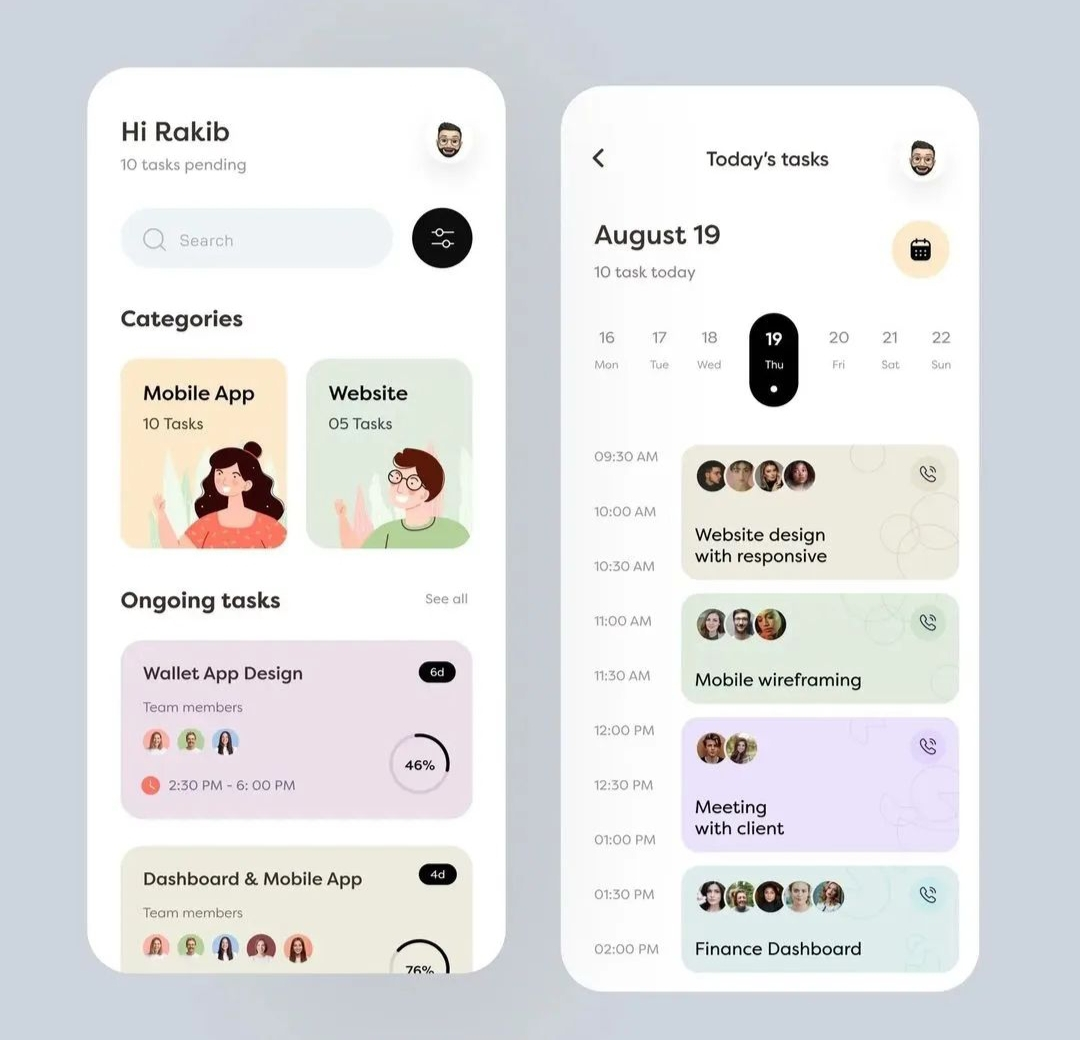 Hi Rakib
10 tasks pending
Search
Categories
Mobile App
10 Tasks
Website
05 Tasks
Ongoing tasks
See all
Wallet App Design
6d
Team members
46%
2:30 PM - 6: 00 PM
Dashboard & Mobile App
4d
Team members
76%
Today's tasks
August 19
10 task today
16 17 18 19 20 21 22
Mon Tue Wed Thu Fri Sat Sun
09:30 AM
10:00 AM
10:30 AM
11:00 AM
11:30 AM
12:00 PM
12:30 PM
01:00 PM
01:30 PM
02:00 PM
Website design
with responsive
Mobile wireframing
Meeting
with client
Finance Dashboard